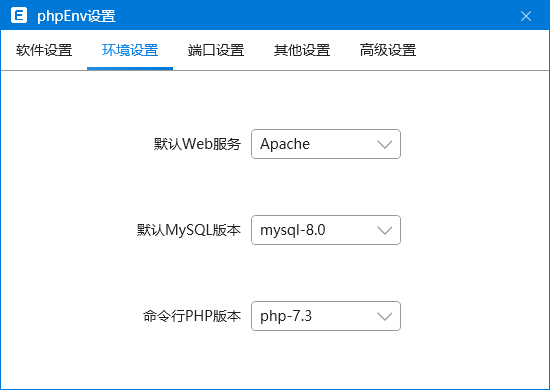 phpEnv设置
软件设置 环境设置 端口设置 其他设置 高级设置
默认Web服务 Apache
默认MySQL版本 mysql-8.0
命令行PHP版本 php-7.3